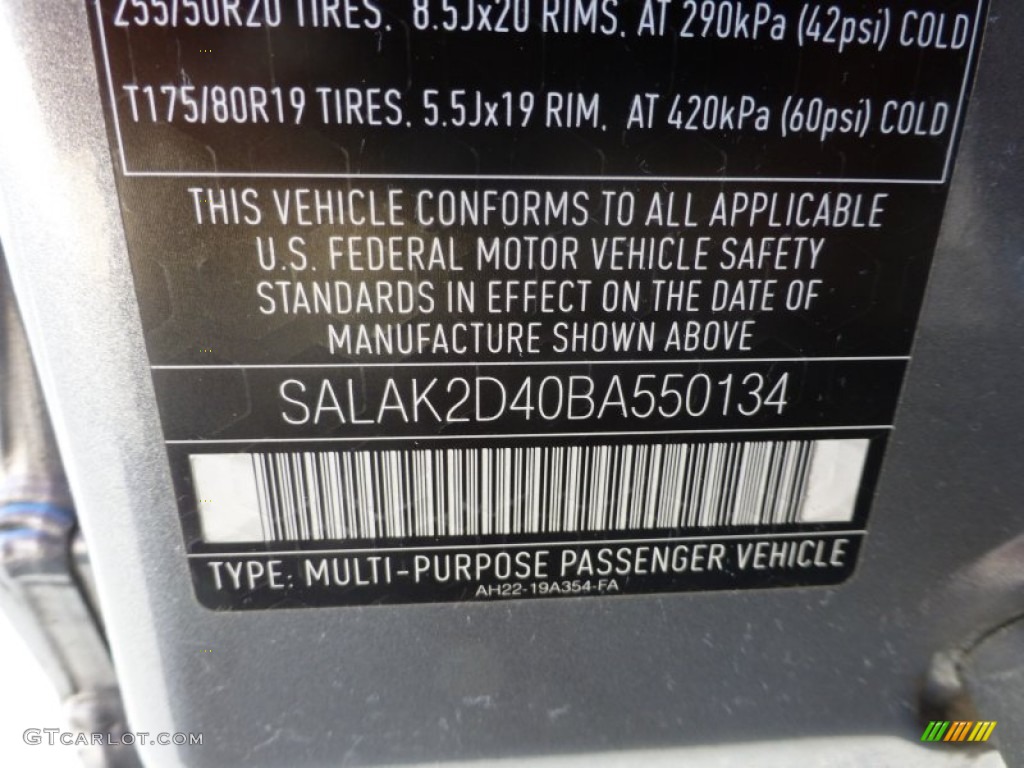 255/50R20 TIRES. 8.5Jx20 RIMS. AT 290kPa (42psi) COLD
T175/80R19 TIRES. 5.5Jx19 RIM. AT 420kPa (60psi) COLD
THIS VEHICLE CONFORMS TO ALL APPLICABLE
U.S. FEDERAL MOTOR VEHICLE SAFETY
STANDARDS IN EFFECT ON THE DATE OF
MANUFACTURE SHOWN ABOVE
SALAK2D40BA550134
TYPE: MULTI-PURPOSE PASSENGER VEHICLE
AH22-19A354-FA
GTCarLot.com